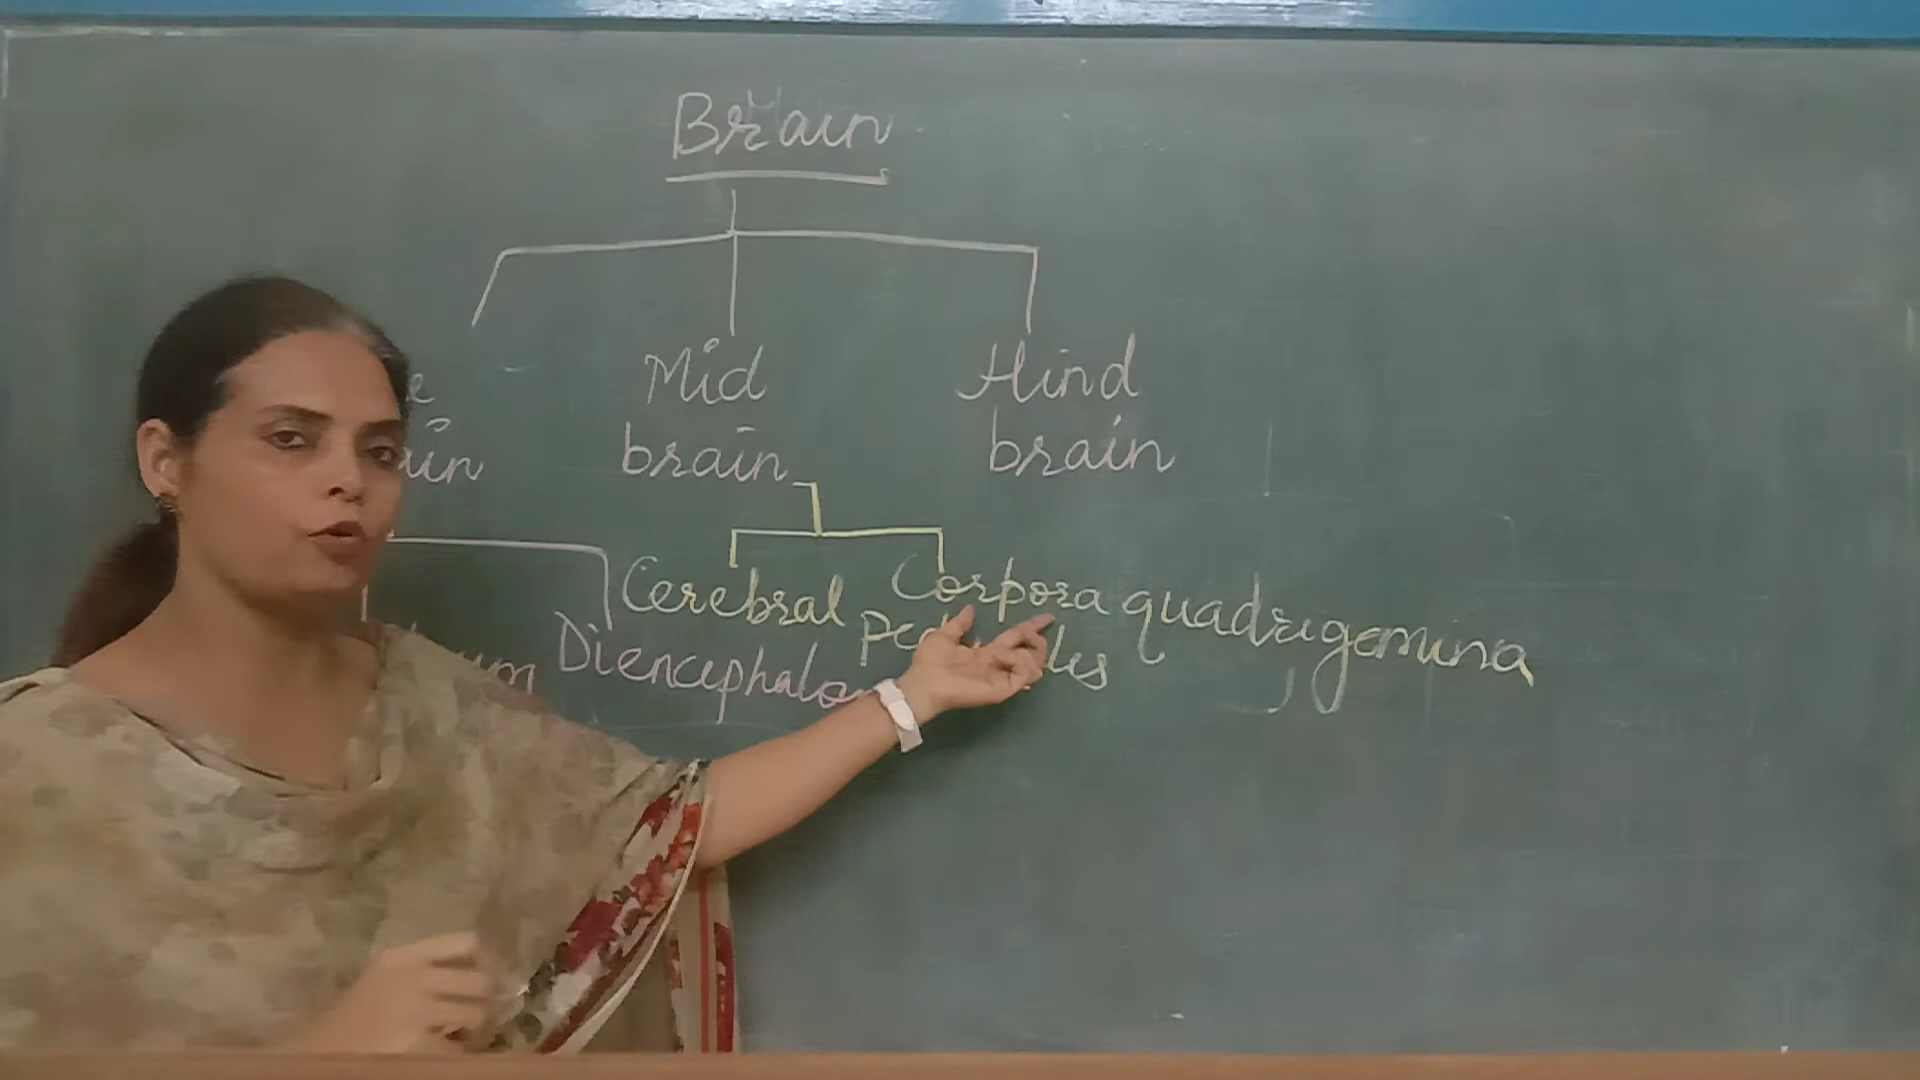 Brain
Mid Hind
brain brain
Cerebral Corpora quadrigemina
Diencephalon